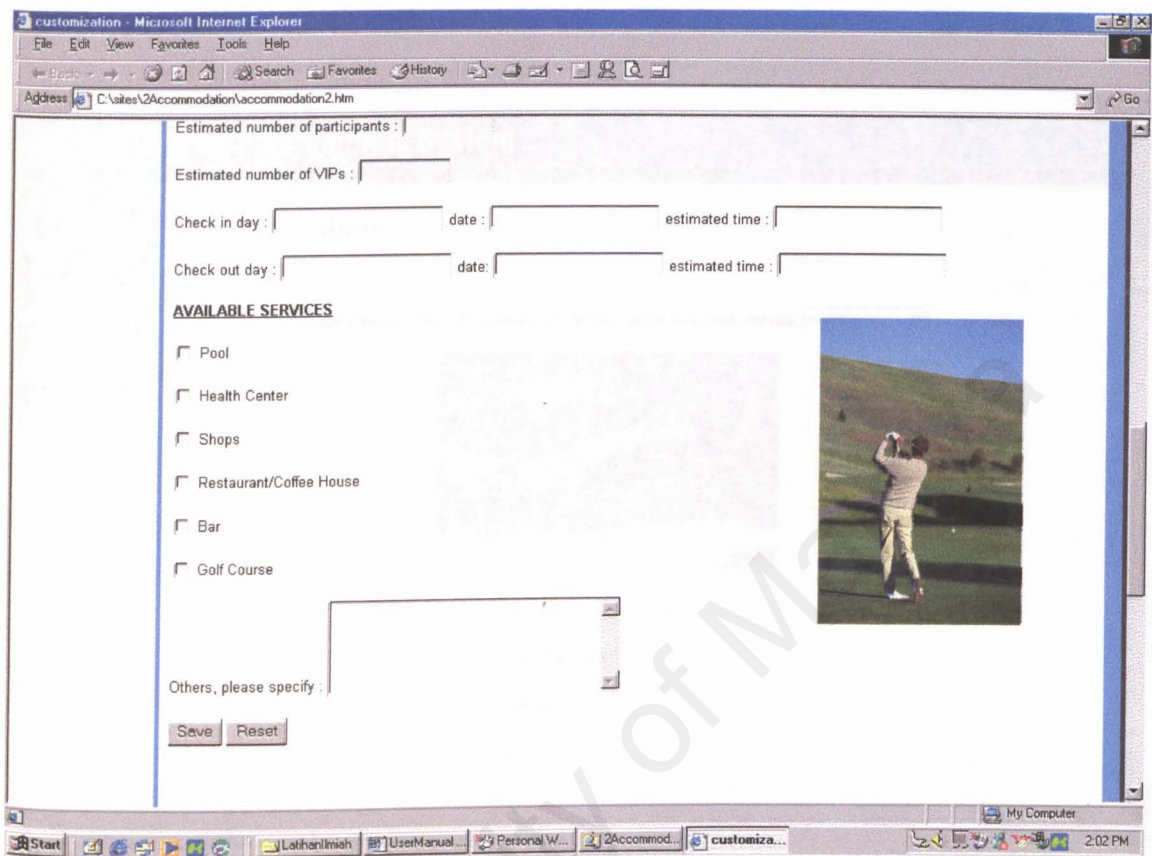 customization - Microsoft Internet Explorer
File Edit View Favorites Tools Help
Back Search Favorites History
Address C:\sites\2Accommodation\accommodation2.htm Go
Estimated number of participants :
Estimated number of VIPs :
Check in day : date : estimated time :
Check out day : date: estimated time :
AVAILABLE SERVICES
Pool
Health Center
Shops
Restaurant/Coffee House
Bar
Golf Course
Others, please specify :
Save Reset
My Computer
Start LatihanIlmiah UserManual ... Personal W... 2Accommod... customiza... 2:02 PM